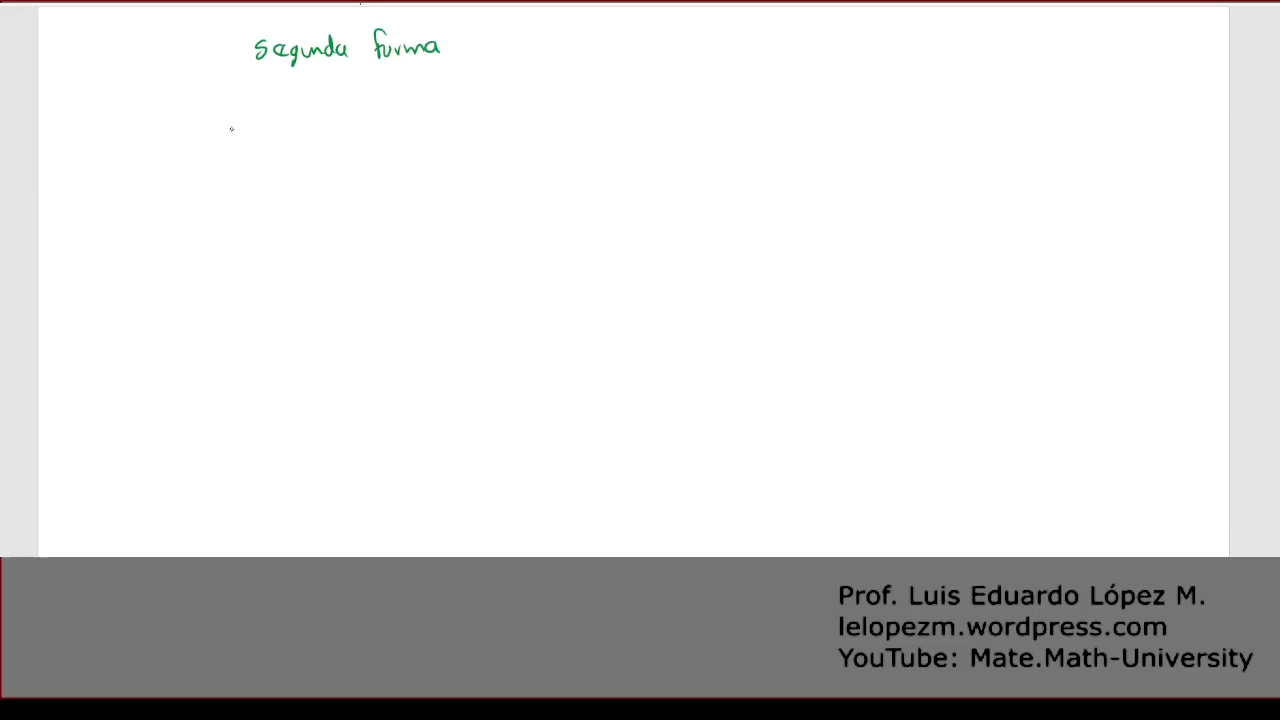 segunda forma
Prof. Luis Eduardo López M.
lelopezm.wordpress.com
YouTube: Mate.Math-University